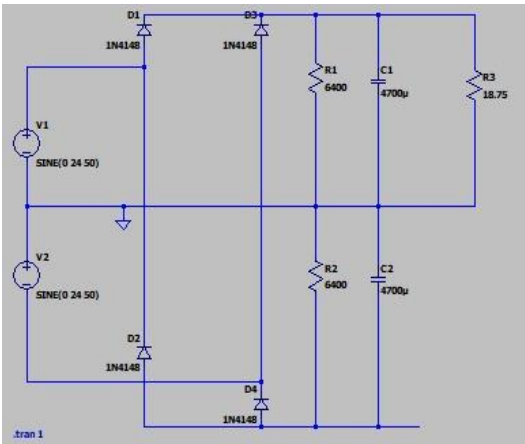 D1
D3
1N4148
1N4148
R1
6400
C1
4700µ
R3
18.75
V1
SINE(0 24 50)
V2
SINE(0 24 50)
R2
6400
C2
4700µ
D2
1N4148
D4
1N4148
.tran 1